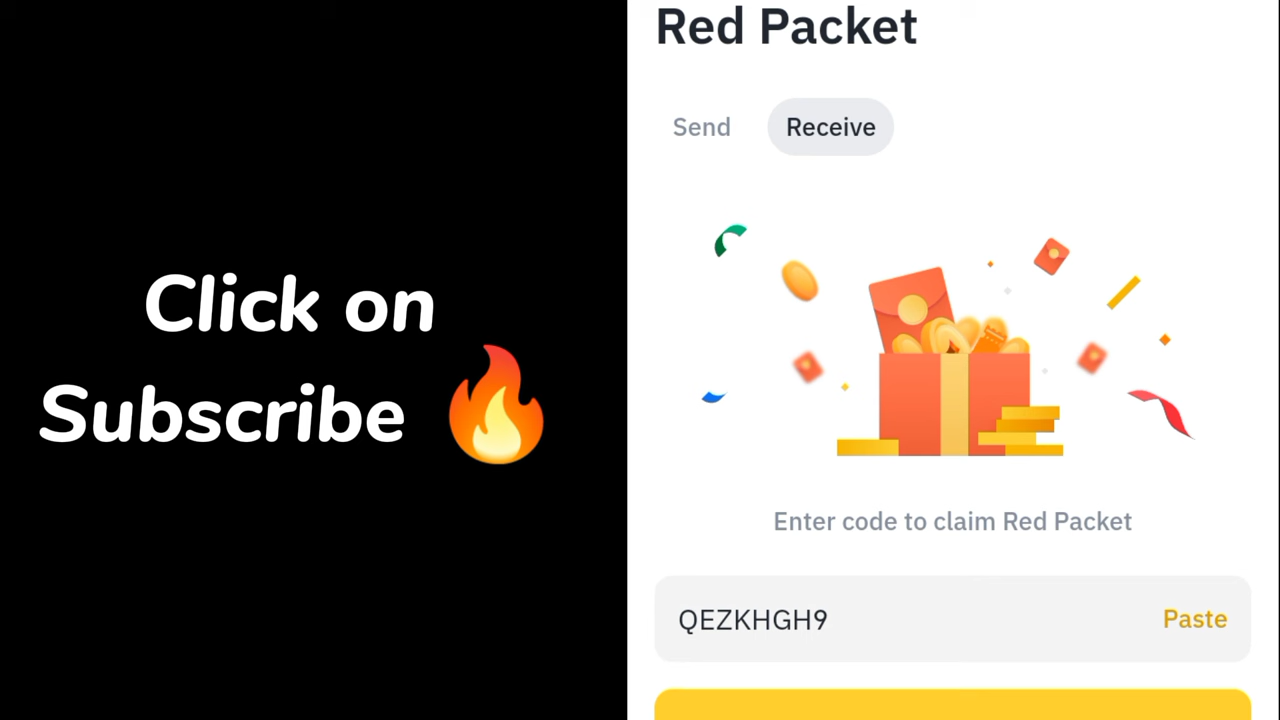 Click on
Subscribe 🔥
Red Packet
Send
Receive
Enter code to claim Red Packet
QEZKHGH9
Paste